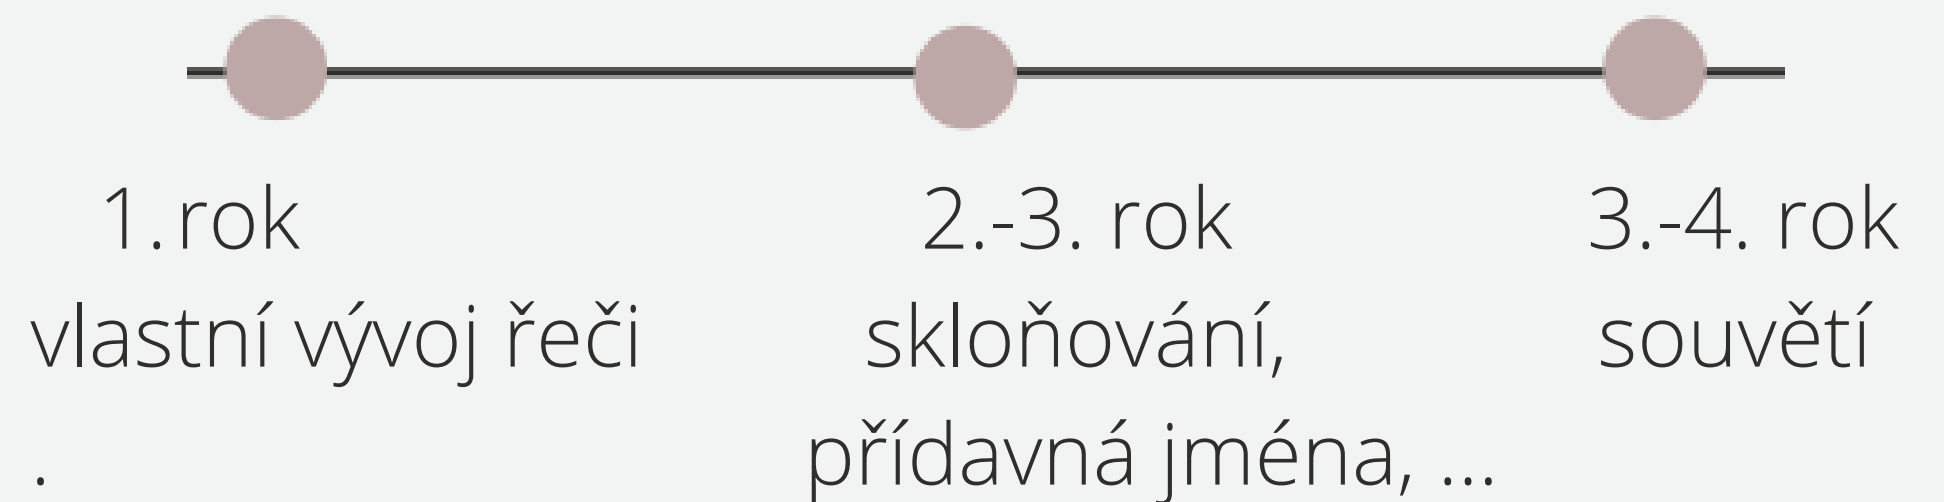 1. rok
vlastní vývoj řeči
.
2.-3. rok
skloňování,
přídavná jména, ...
3.-4. rok
souvětí